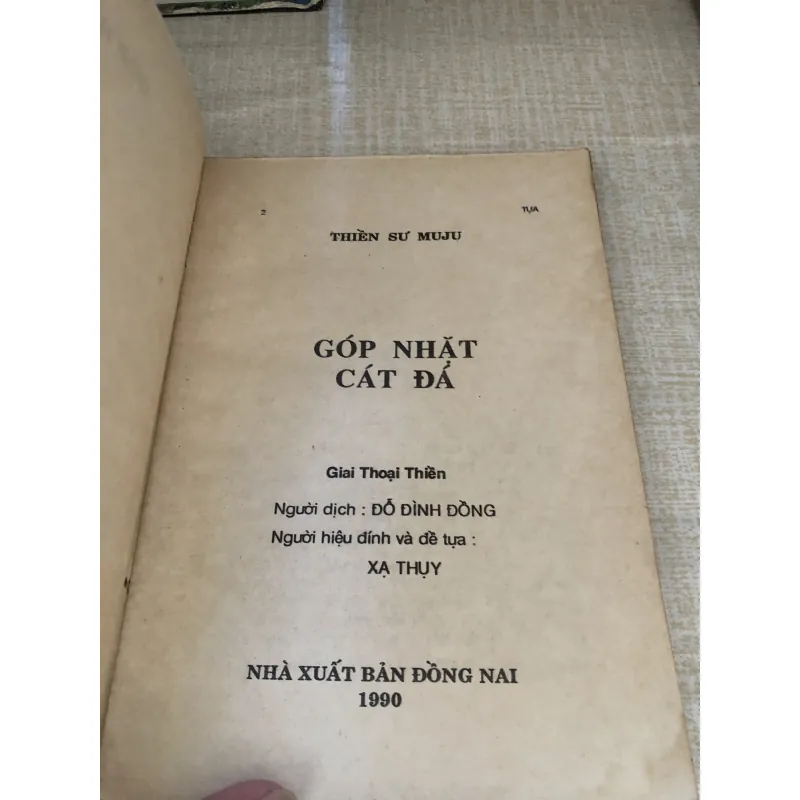 2 TỰA
THIỀN SƯ MUJU
GÓP NHẶT
CÁT ĐÁ
Giai Thoại Thiền
Người dịch : ĐỖ ĐÌNH ĐỒNG
Người hiệu đính và đề tựa :
XẠ THỤY
NHÀ XUẤT BẢN ĐỒNG NAI
1990